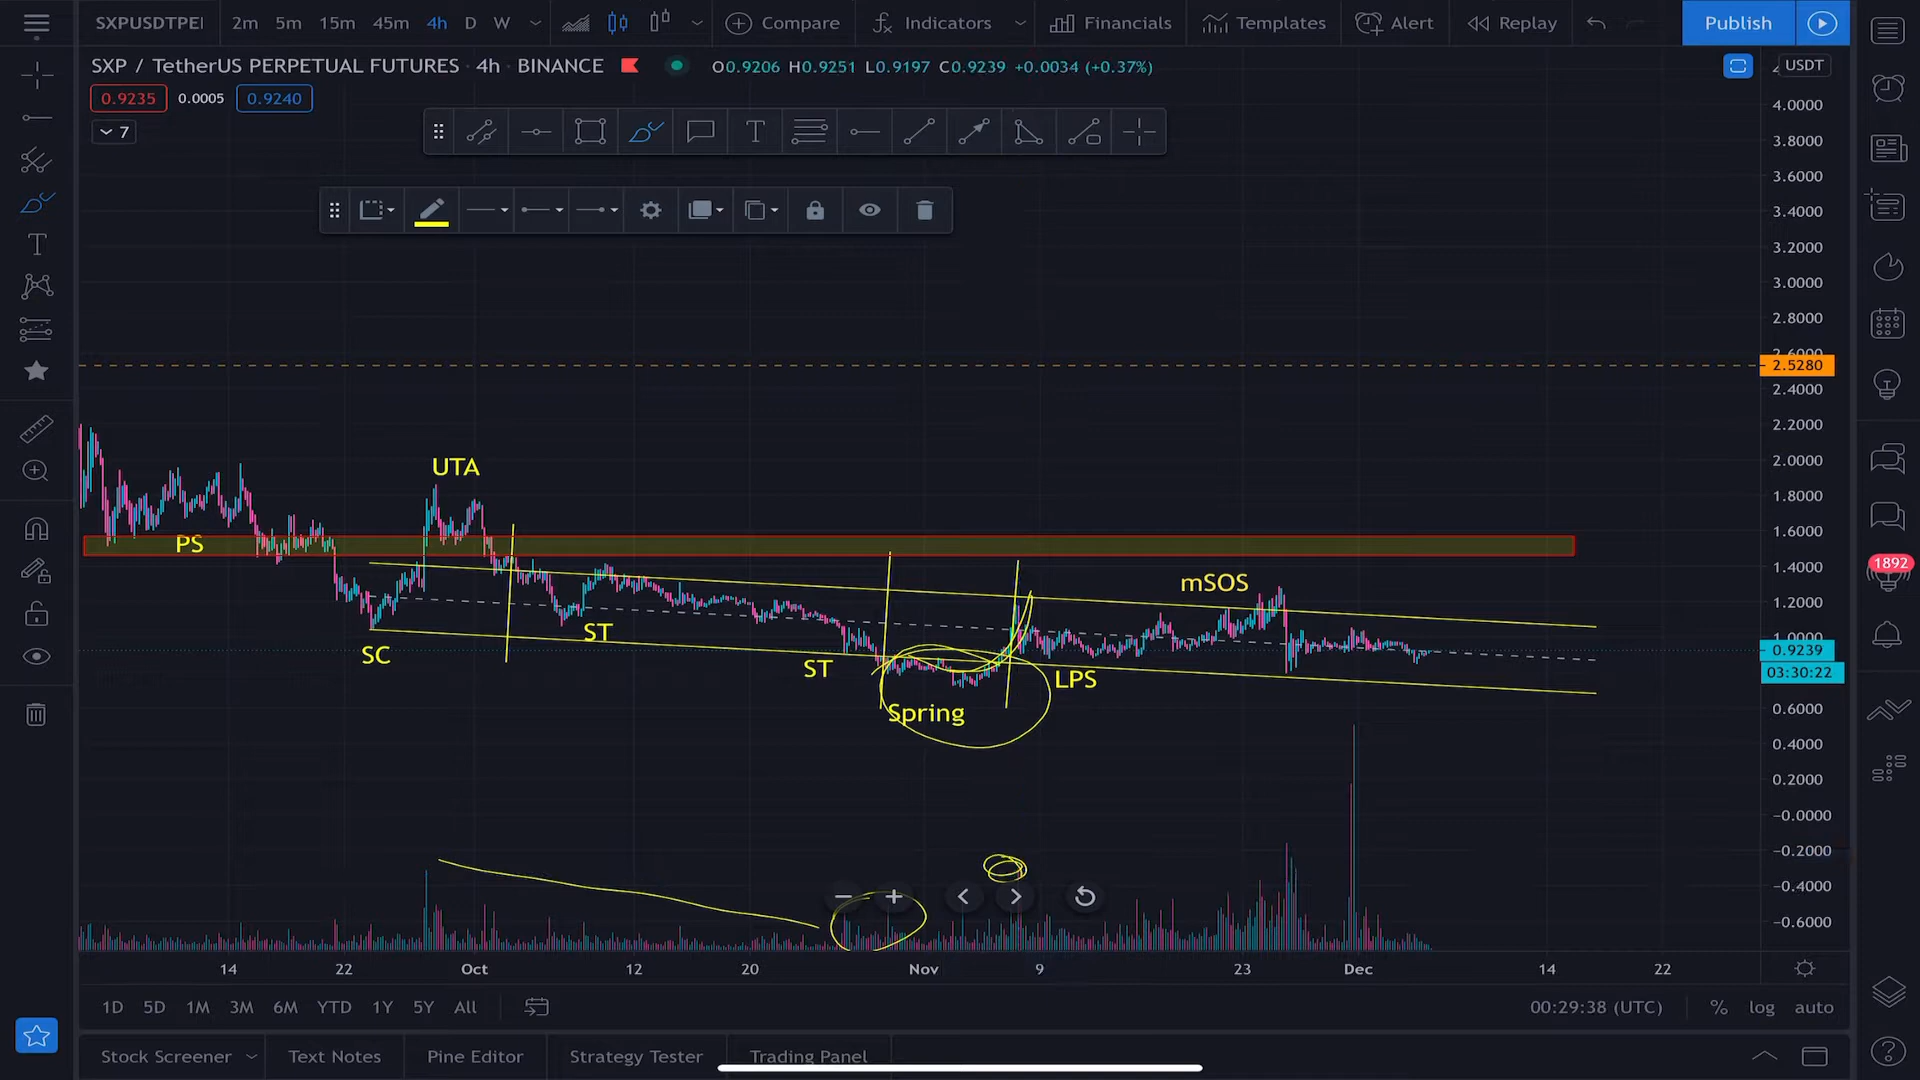 SXPUSDTPEI 2m 5m 15m 45m 4h D W Compare Indicators Financials Templates Alert Replay Publish
SXP / TetherUS PERPETUAL FUTURES · 4h · BINANCE O0.9206 H0.9251 L0.9197 C0.9239 +0.0034 (+0.37%) USDT
0.9235 0.0005 0.9240
7
4.0000
3.8000
3.6000
3.4000
3.2000
3.0000
2.8000
2.6000
2.5280
2.4000
2.2000
2.0000
1.8000
1.6000
1.4000
1.2000
1.0000
0.9239
03:30:22
0.6000
0.4000
0.2000
-0.0000
-0.2000
-0.4000
-0.6000
UTA
PS
mSOS
ST
SC
ST
LPS
Spring
1892
14 22 Oct 12 20 Nov 9 23 Dec 14 22
1D 5D 1M 3M 6M YTD 1Y 5Y All 00:29:38 (UTC) % log auto
Stock Screener Text Notes Pine Editor Strategy Tester Trading Panel